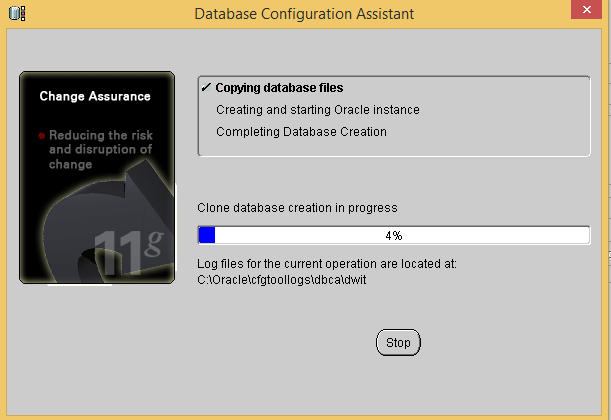 Database Configuration Assistant
Change Assurance
Reducing the risk
and disruption of
change
11g
Copying database files
Creating and starting Oracle instance
Completing Database Creation
Clone database creation in progress
4%
Log files for the current operation are located at:
C:\Oracle\cfgtoollogs\dbca\dwit
Stop